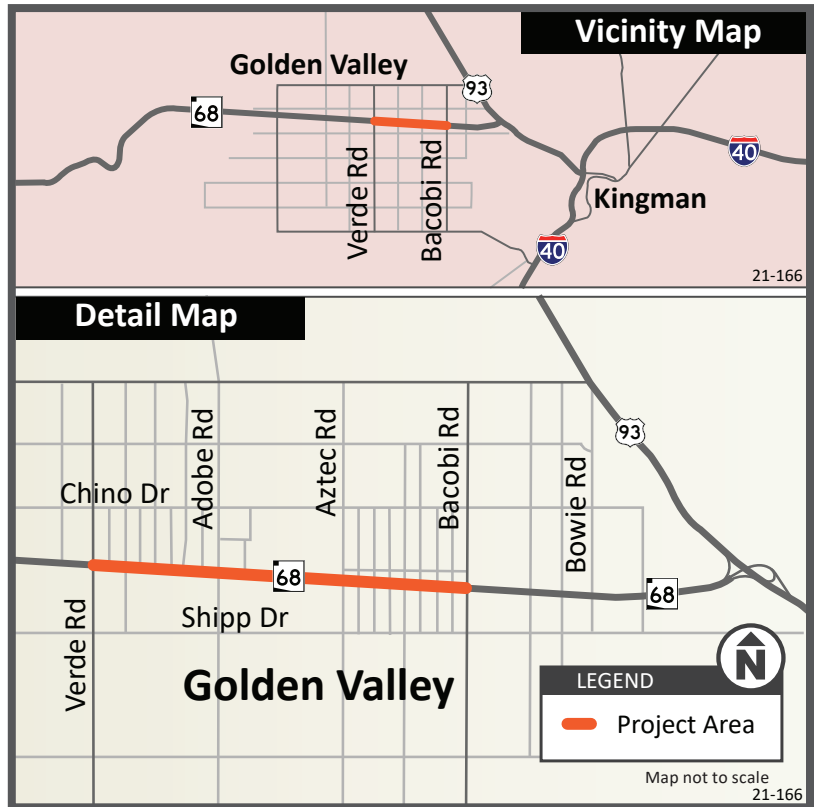 Vicinity Map
Golden Valley
93
68
40
Verde Rd
Bacobi Rd
Kingman
40
21-166
Detail Map
Adobe Rd
Aztec Rd
Bacobi Rd
93
Chino Dr
Bowie Rd
68
68
Shipp Dr
Verde Rd
Golden Valley
N
LEGEND
Project Area
Map not to scale
21-166